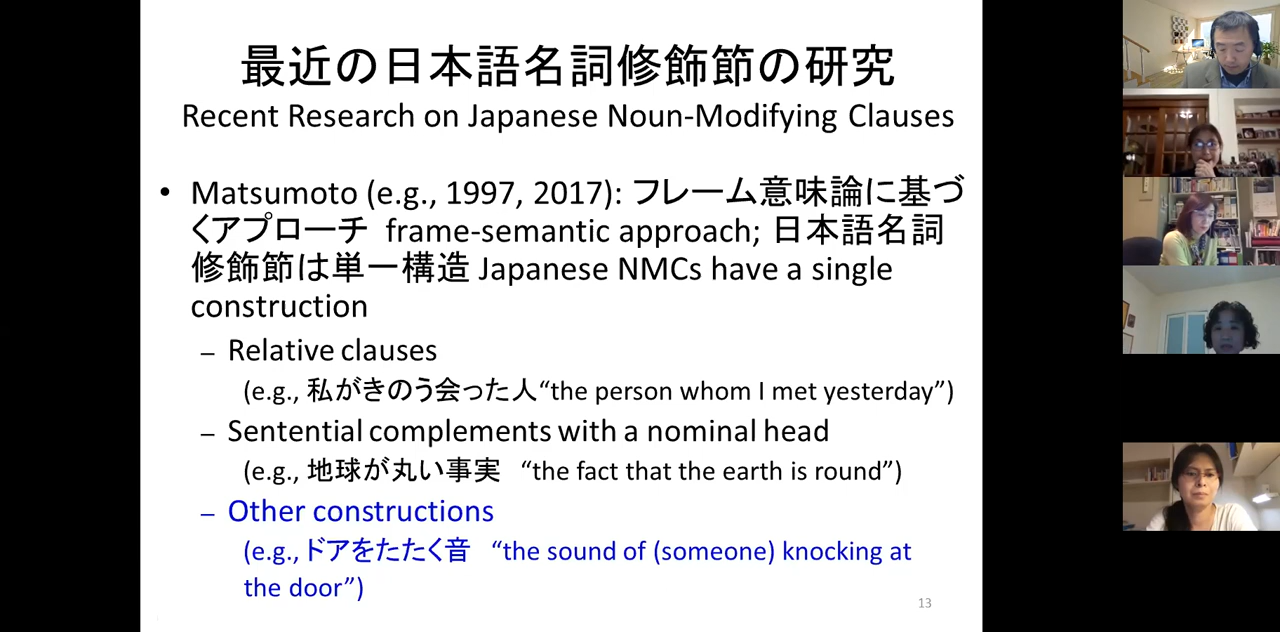 最近の日本語名詞修飾節の研究
Recent Research on Japanese Noun-Modifying Clauses
• Matsumoto (e.g., 1997, 2017): フレーム意味論に基づ
くアプローチ frame-semantic approach; 日本語名詞
修飾節は単一構造 Japanese NMCs have a single
construction
– Relative clauses
(e.g., 私がきのう会った人“the person whom I met yesterday”)
– Sentential complements with a nominal head
(e.g., 地球が丸い事実 “the fact that the earth is round”)
– Other constructions
(e.g., ドアをたたく音 “the sound of (someone) knocking at
the door”)
13